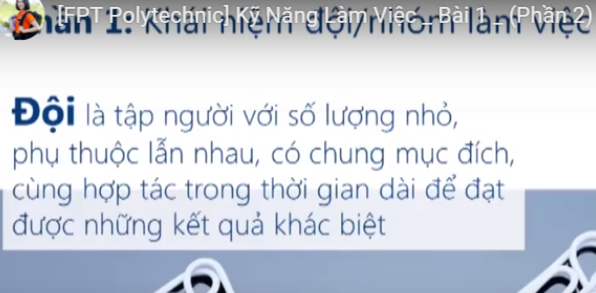 [FPT Polytechnic] Kỹ Năng Làm Việc _ Bài 1 _ (Phần 2)
Phần 1: Khái niệm đội/nhóm làm việc
Đội là tập người với số lượng nhỏ,
phụ thuộc lẫn nhau, có chung mục đích,
cùng hợp tác trong thời gian dài để đạt
được những kết quả khác biệt